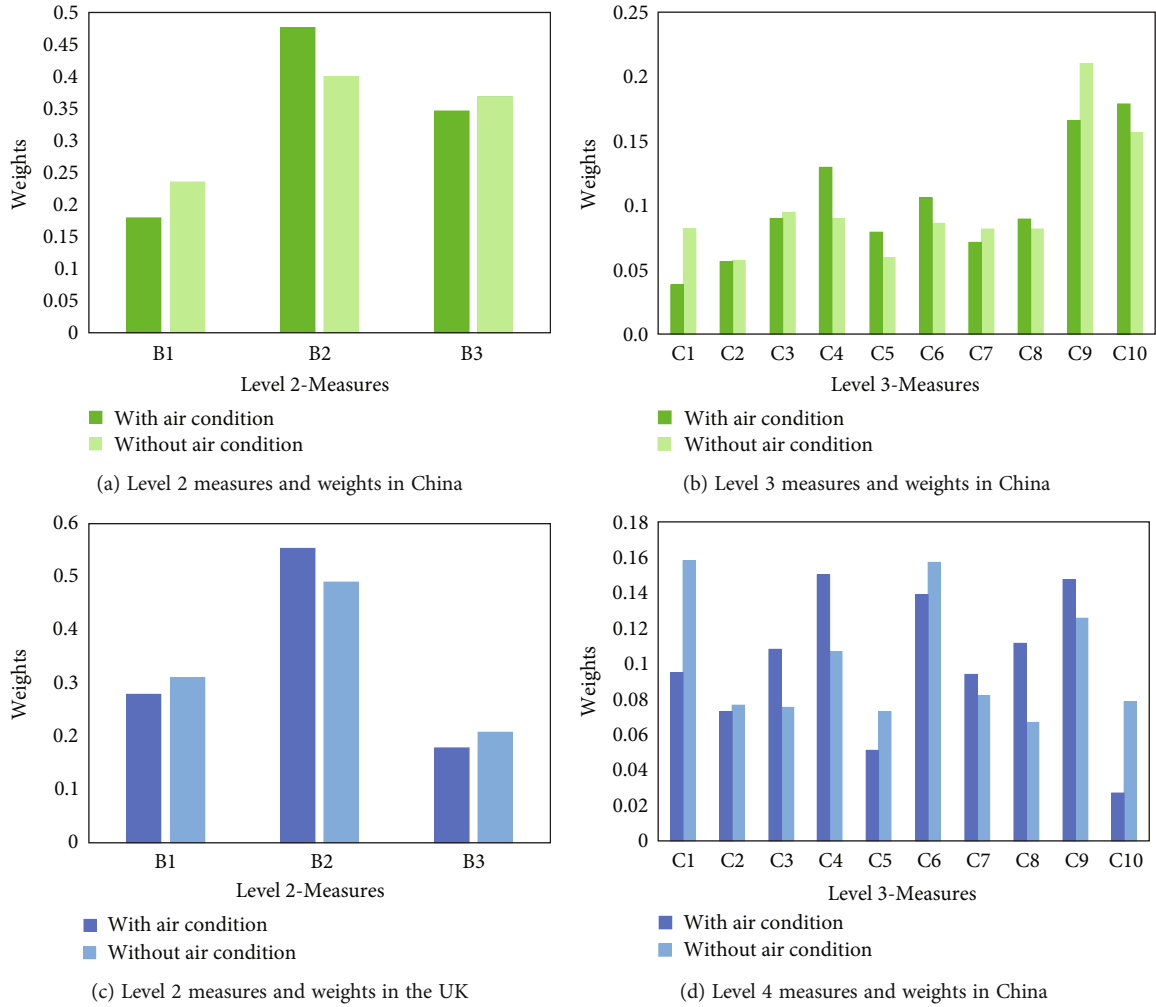 0.5
0.45
0.4
0.35
0.3
0.25
0.2
0.15
0.1
0.05
0
Weights
B1 B2 B3
Level 2-Measures
With air condition
Without air condition
(a) Level 2 measures and weights in China
0.25
0.2
0.15
0.1
0.05
0.0
Weights
C1 C2 C3 C4 C5 C6 C7 C8 C9 C10
Level 3-Measures
With air condition
Without air condition
(b) Level 3 measures and weights in China
0.6
0.5
0.4
0.3
0.2
0.1
0
Weights
B1 B2 B3
Level 2-Measures
With air condition
Without air condition
(c) Level 2 measures and weights in the UK
0.18
0.16
0.14
0.12
0.1
0.08
0.06
0.04
0.02
0
Weights
C1 C2 C3 C4 C5 C6 C7 C8 C9 C10
Level 3-Measures
With air condition
Without air condition
(d) Level 4 measures and weights in China